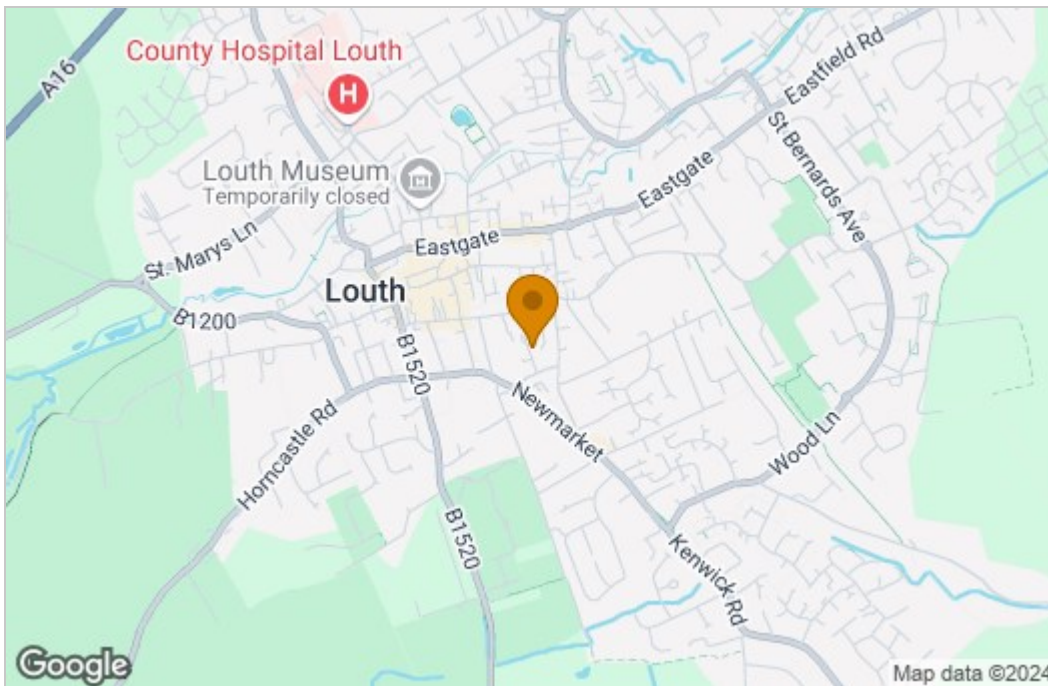 County Hospital Louth
H
A16
Eastfield Rd
St Bernards Ave
Louth Museum
Temporarily closed
Eastgate
St. Marys Ln
Eastgate
Louth
B1200
B1520
Newmarket
Horncastle Rd
Wood Ln
B1520
Kenwick Rd
Google
Map data ©2024